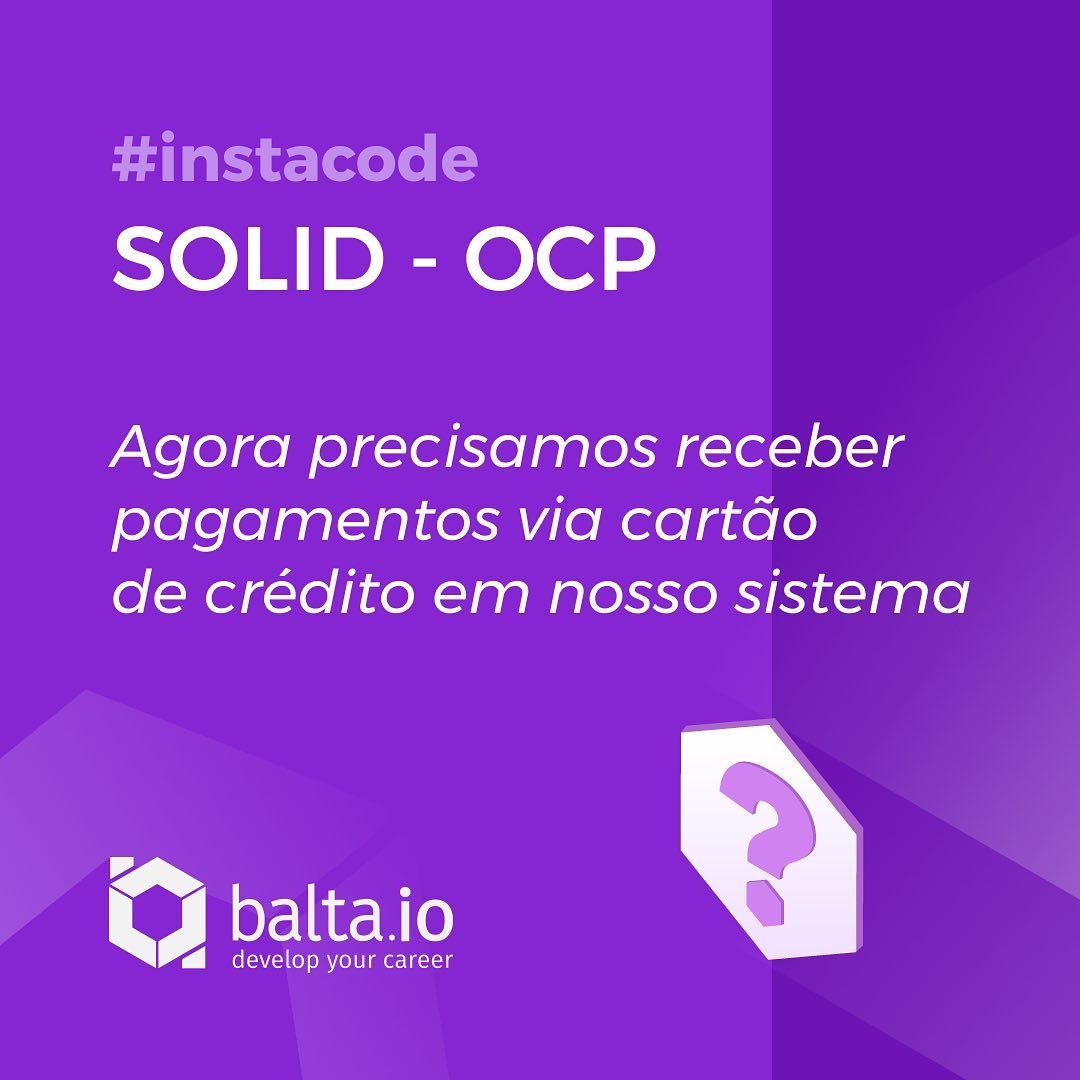 #instacode
SOLID - OCP
Agora precisamos receber
pagamentos via cartão
de crédito em nosso sistema
?
balta.io
develop your career